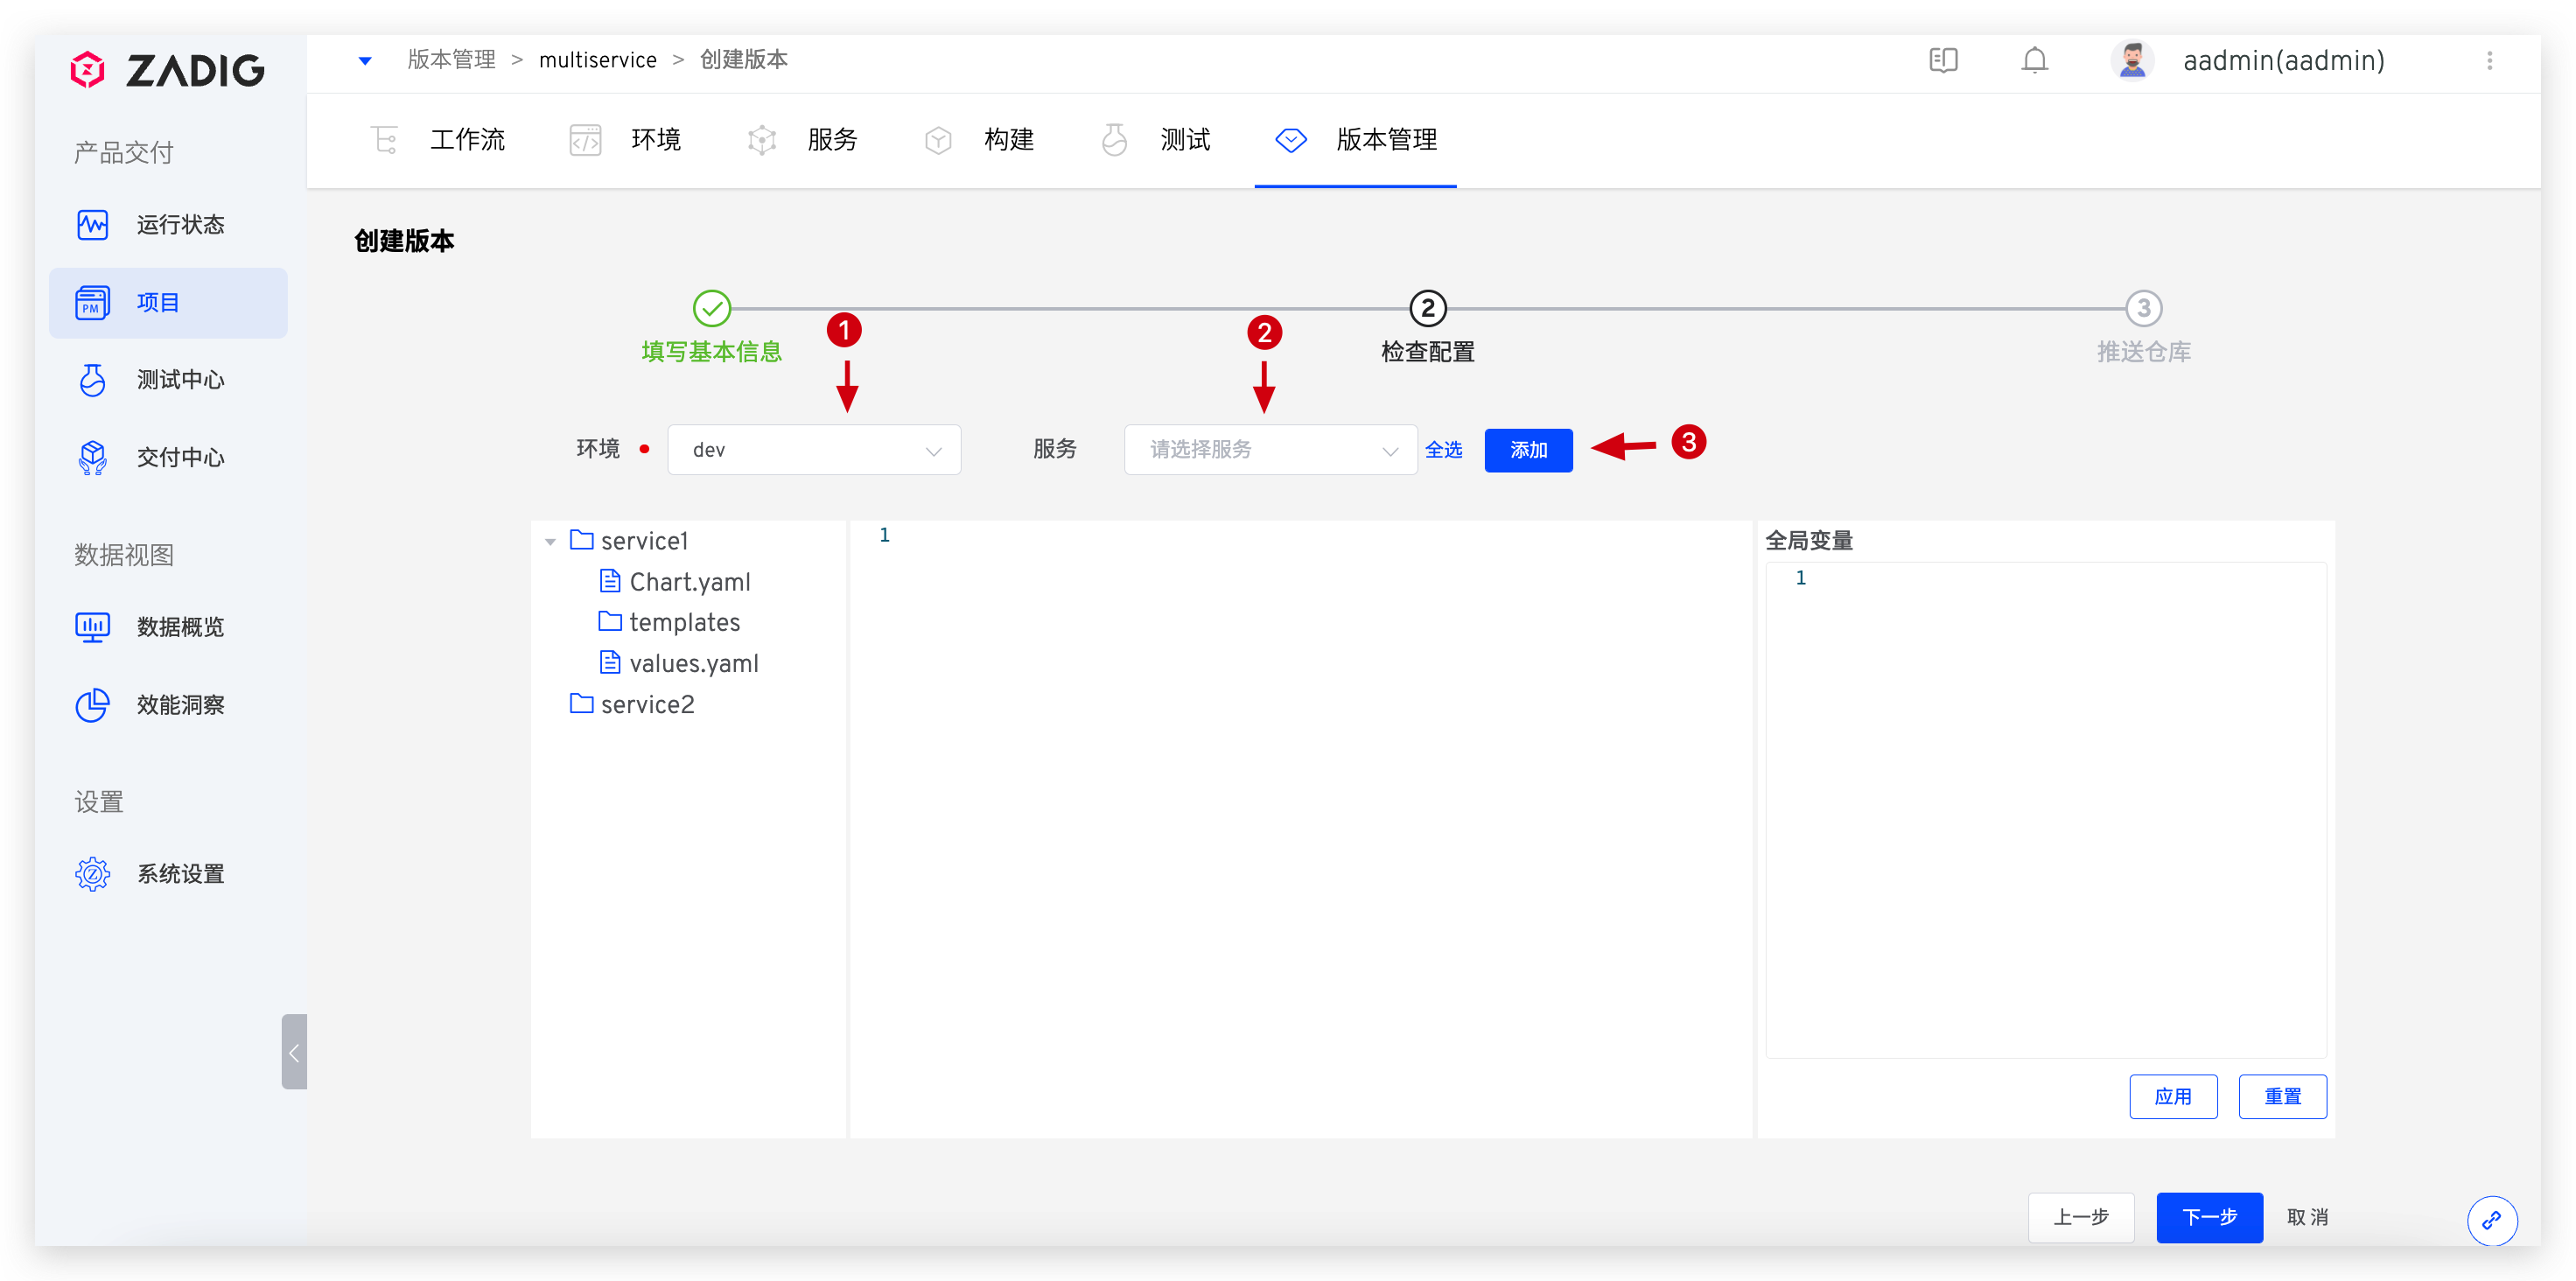 ZADIG
版本管理 > multiservice > 创建版本
aadmin(aadmin)
产品交付
运行状态
PM
项目
测试中心
交付中心
数据视图
数据概览
效能洞察
设置
系统设置
工作流
环境
服务
构建
测试
版本管理
创建版本
填写基本信息
2
检查配置
3
推送仓库
1
2
环境
dev
服务
请选择服务
全选
添加
3
service1
Chart.yaml
templates
values.yaml
service2
1
全局变量
1
应用
重置
上一步
下一步
取消